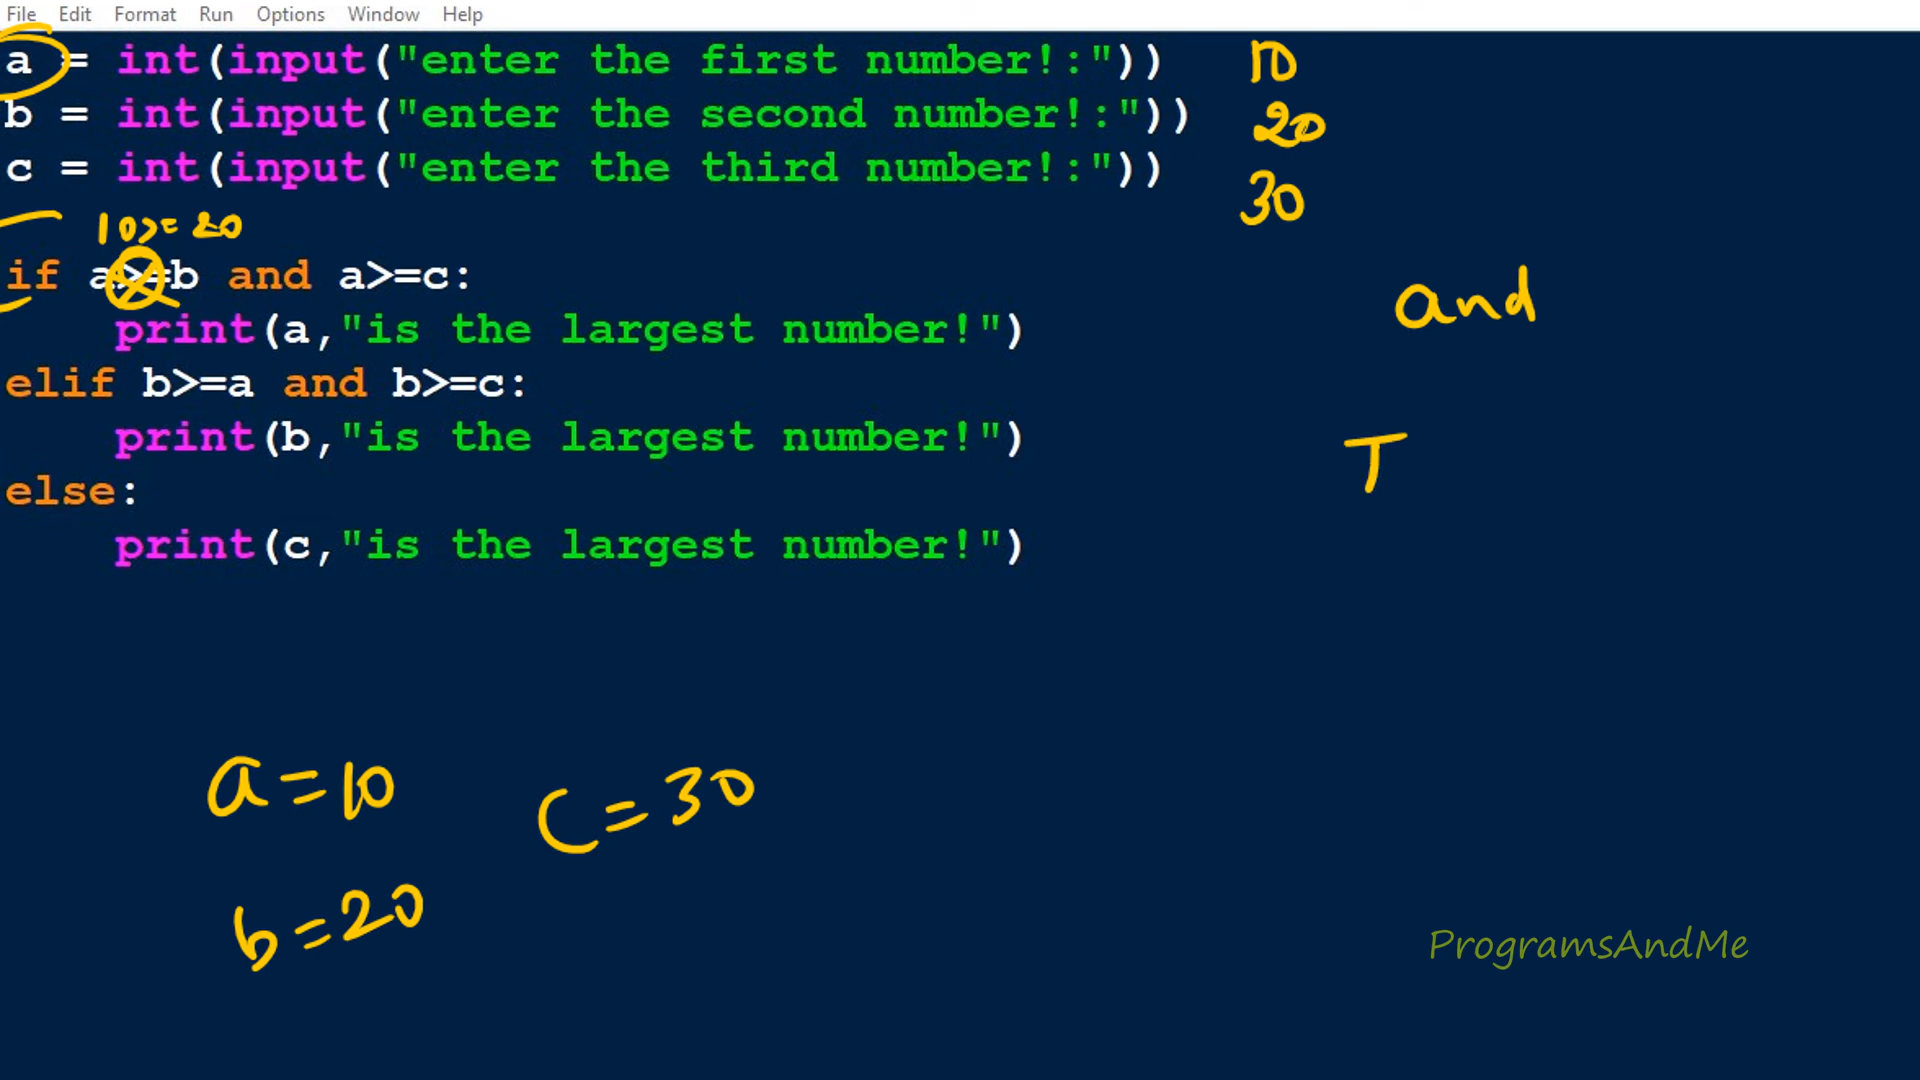 File Edit Format Run Options Window Help
a = int(input("enter the first number!:")) 10
b = int(input("enter the second number!:")) 20
c = int(input("enter the third number!:")) 30
10>= 20
if a>=b and a>=c:
and
print(a,"is the largest number!")
elif b>=a and b>=c:
print(b,"is the largest number!")
T
else:
print(c,"is the largest number!")
a=10
c=30
b=20
ProgramsAndMe